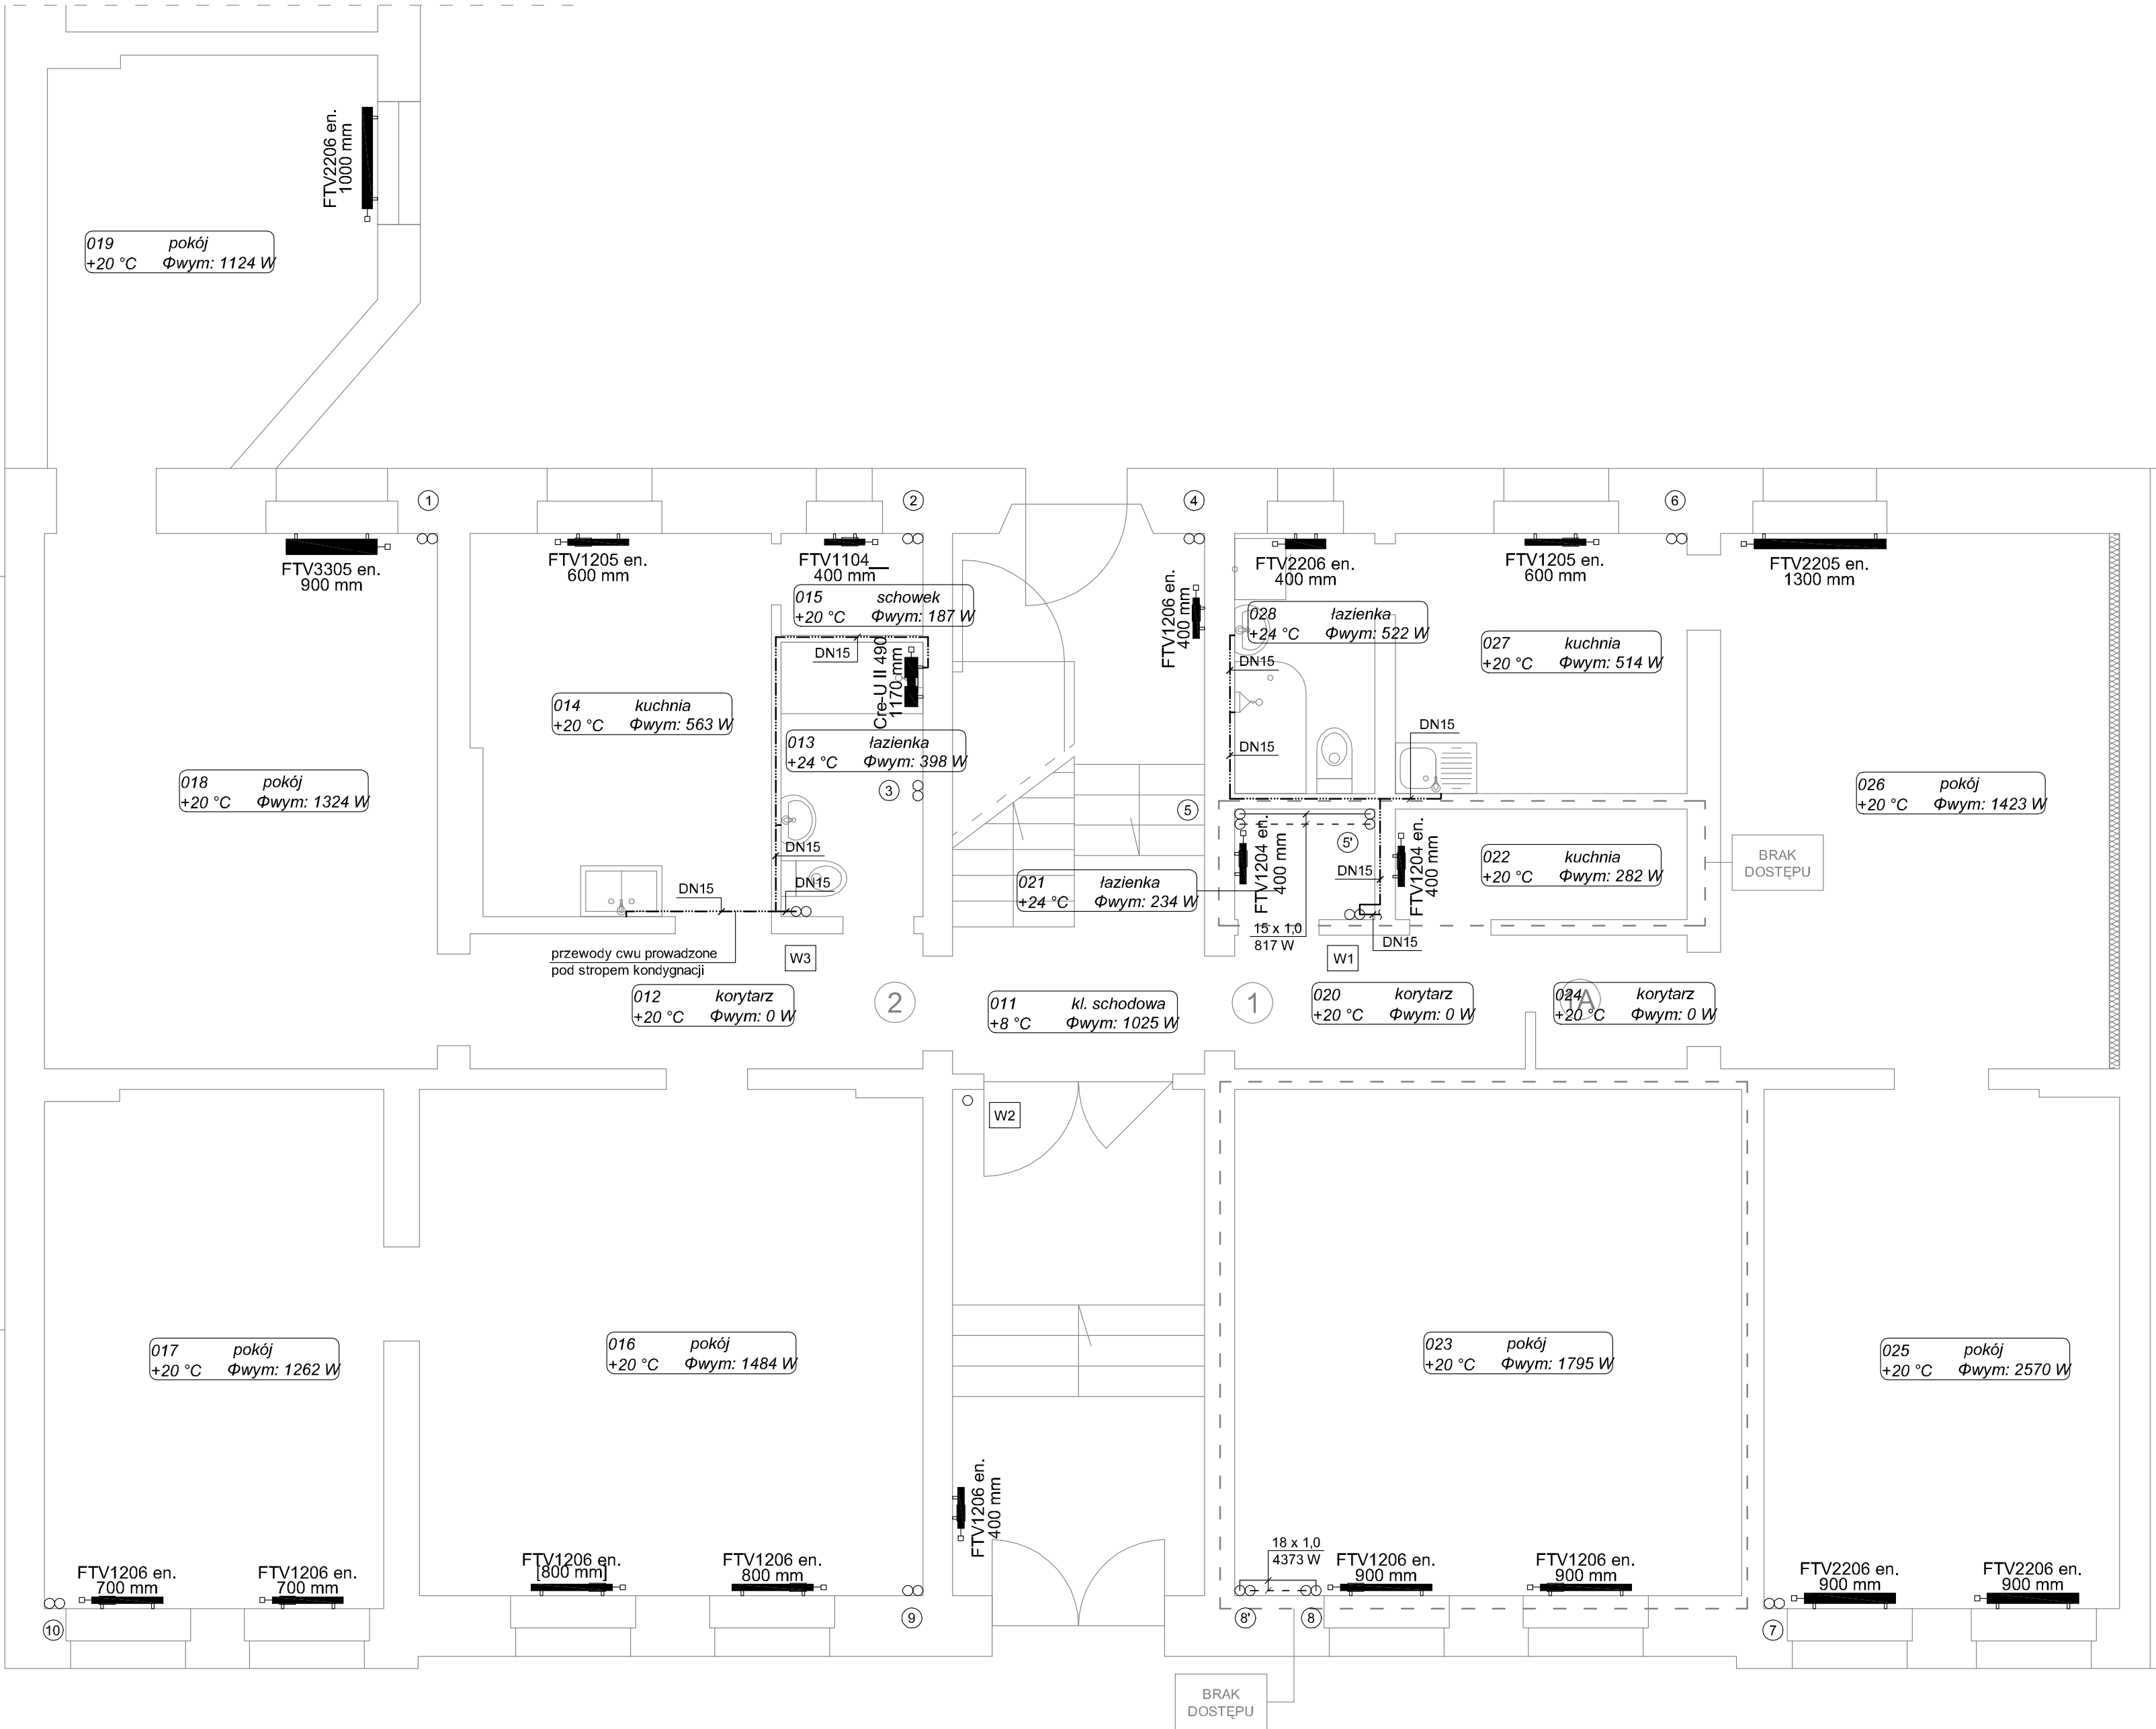 FTV2206 en.
1000 mm
019 pokój
+20 °C Φwym: 1124 W
1
2
4
6
FTV3305 en.
900 mm
FTV1205 en.
600 mm
FTV1104
400 mm
FTV1206 en.
400 mm
FTV2206 en.
400 mm
FTV1205 en.
600 mm
FTV2205 en.
1300 mm
015 schowek
+20 °C Φwym: 187 W
028 łazienka
+24 °C Φwym: 522 W
027 kuchnia
+20 °C Φwym: 514 W
DN15
Cre-U II 490
1170 mm
DN15
014 kuchnia
+20 °C Φwym: 563 W
013 łazienka
+24 °C Φwym: 398 W
DN15
DN15
018 pokój
+20 °C Φwym: 1324 W
026 pokój
+20 °C Φwym: 1423 W
3
5
5'
DN15
DN15
DN15
FTV1204 en.
400 mm
DN15
FTV1204 en.
400 mm
022 kuchnia
+20 °C Φwym: 282 W
BRAK
DOSTĘPU
021 łazienka
+24 °C Φwym: 234 W
15 x 1,0
817 W
DN15
przewody cwu prowadzone
pod stropem kondygnacji
W3
W1
012 korytarz
+20 °C Φwym: 0 W
2
011 kl. schodowa
+8 °C Φwym: 1025 W
1
020 korytarz
+20 °C Φwym: 0 W
024 korytarz
+20 °C Φwym: 0 W
1A
W2
017 pokój
+20 °C Φwym: 1262 W
016 pokój
+20 °C Φwym: 1484 W
023 pokój
+20 °C Φwym: 1795 W
025 pokój
+20 °C Φwym: 2570 W
FTV1206 en.
400 mm
FTV1206 en.
700 mm
FTV1206 en.
700 mm
FTV1206 en.
[800 mm]
FTV1206 en.
800 mm
18 x 1,0
4373 W
FTV1206 en.
900 mm
FTV1206 en.
900 mm
FTV2206 en.
900 mm
FTV2206 en.
900 mm
10
9
8'
8
7
BRAK
DOSTĘPU